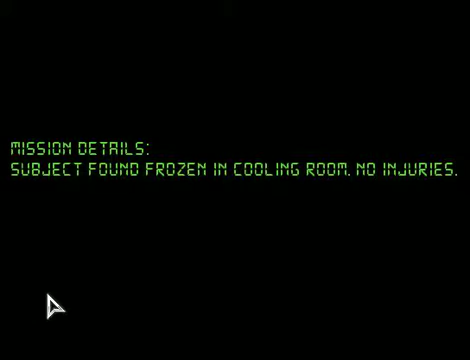 MISSION DETAILS:
SUBJECT FOUND FROZEN IN COOLING ROOM. NO INJURIES.